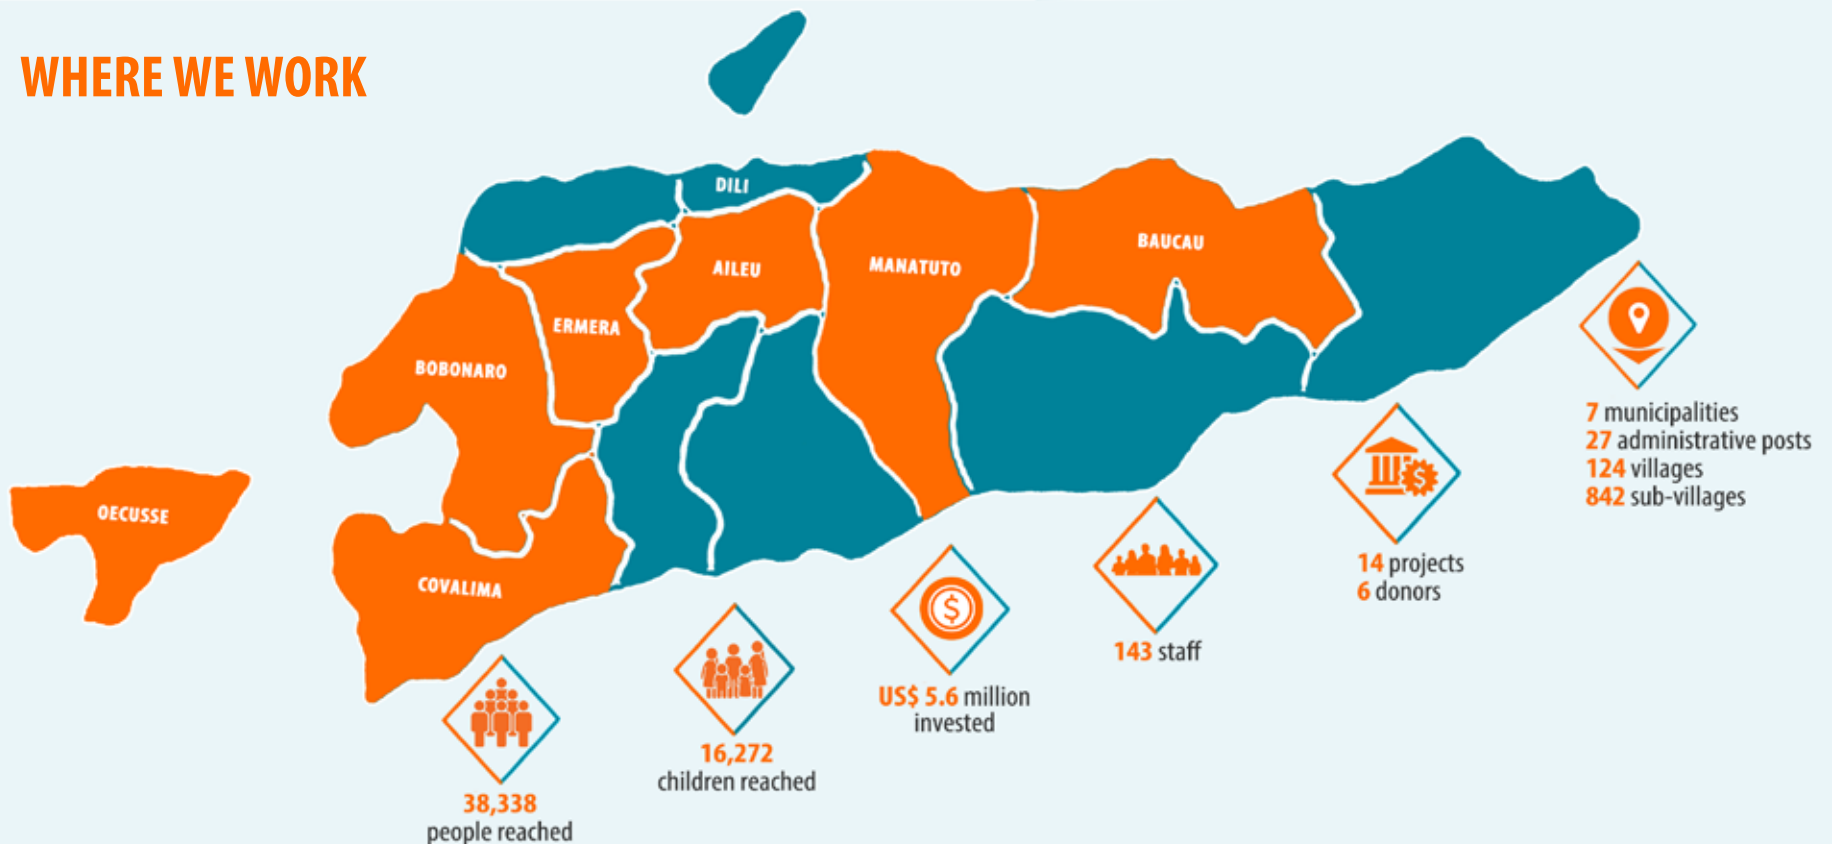 WHERE WE WORK
DILI
BAUCAU
MANATUTO
AILEU
ERMERA
BOBONARO
OECUSSE
COVALIMA
7 municipalities
27 administrative posts
124 villages
842 sub-villages
14 projects
6 donors
143 staff
US$ 5.6 million
invested
16,272
children reached
38,338
people reached